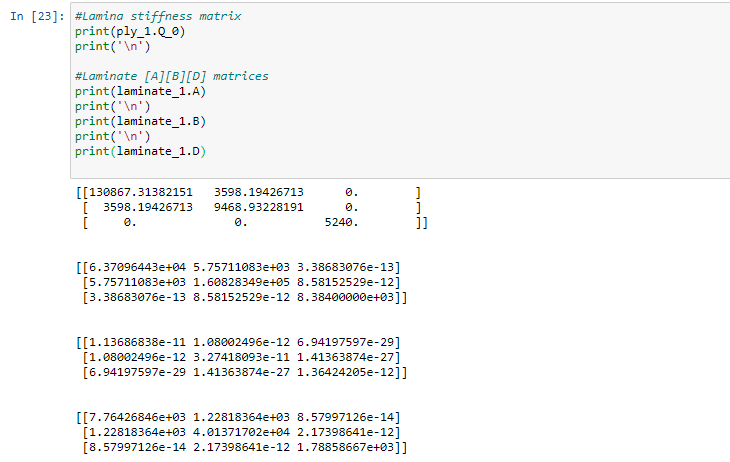 In [23]: #Lamina stiffness matrix
print(ply_1.Q_0)
print('\n')
#Laminate [A][B][D] matrices
print(laminate_1.A)
print('\n')
print(laminate_1.B)
print('\n')
print(laminate_1.D)
[[130867.31382151   3598.19426713      0.        ]
 [  3598.19426713   9468.93228191      0.        ]
 [     0.              0.           5240.        ]]
[[6.37096443e+04 5.75711083e+03 3.38683076e-13]
 [5.75711083e+03 1.60828349e+05 8.58152529e-12]
 [3.38683076e-13 8.58152529e-12 8.38400000e+03]]
[[1.13686838e-11 1.08002496e-12 6.94197597e-29]
 [1.08002496e-12 3.27418093e-11 1.41363874e-27]
 [6.94197597e-29 1.41363874e-27 1.36424205e-12]]
[[7.76426846e+03 1.22818364e+03 8.57997126e-14]
 [1.22818364e+03 4.01371702e+04 2.17398641e-12]
 [8.57997126e-14 2.17398641e-12 1.78858667e+03]]